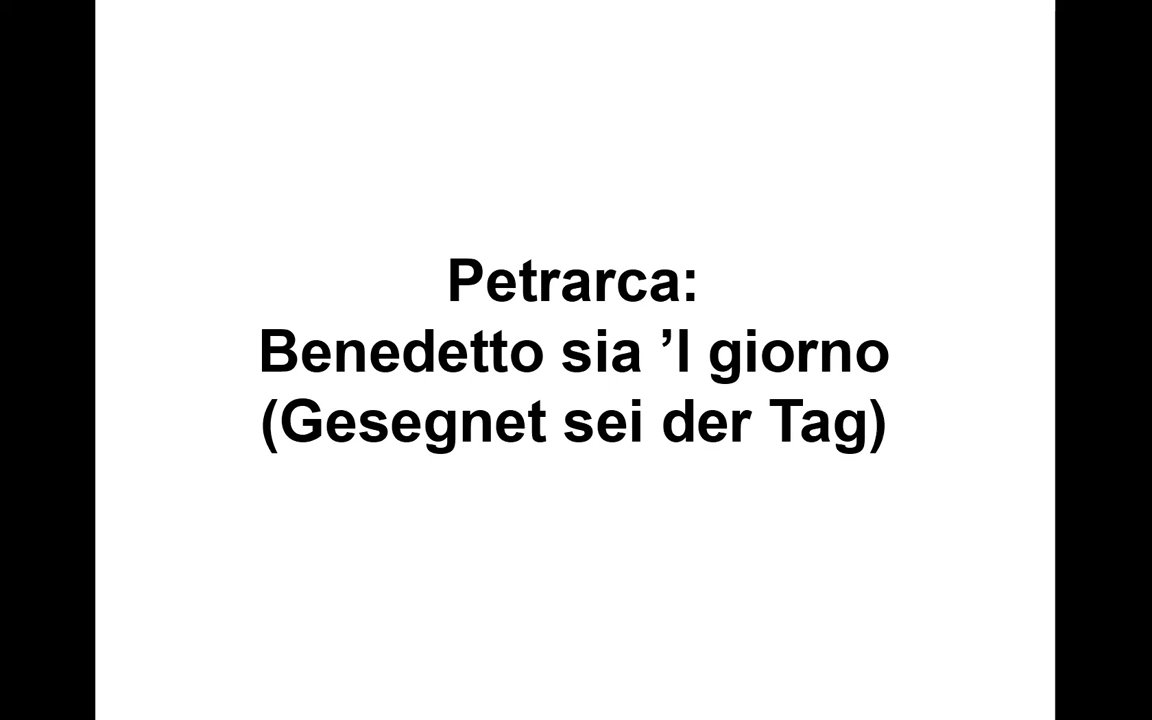 Petrarca:
Benedetto sia ’l giorno
(Gesegnet sei der Tag)